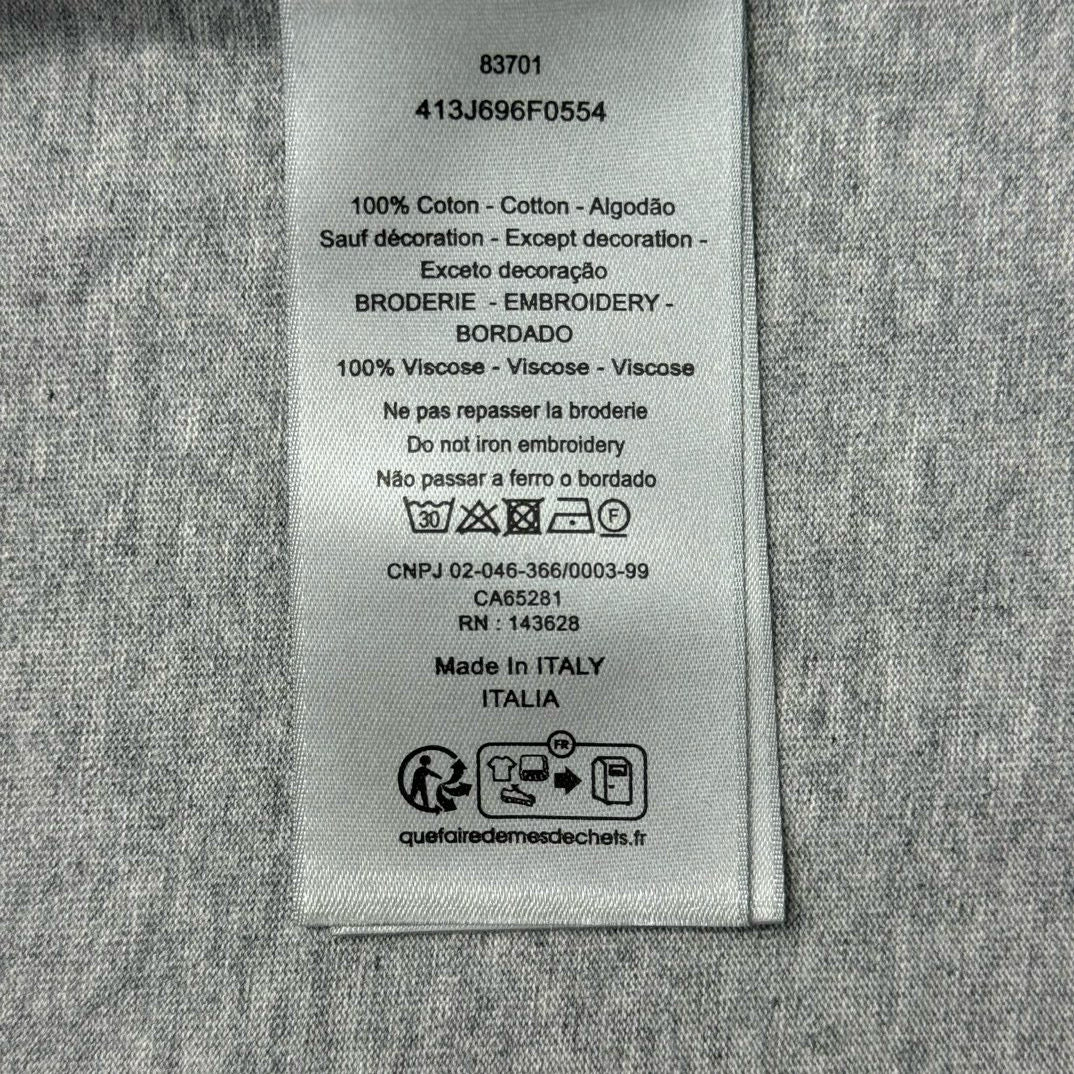 83701
413J696F0554
100% Coton - Cotton - Algodão
Sauf décoration - Except decoration -
Exceto decoração
BRODERIE - EMBROIDERY -
BORDADO
100% Viscose - Viscose - Viscose
Ne pas repasser la broderie
Do not iron embroidery
Não passar a ferro o bordado
30 F
CNPJ 02-046-366/0003-99
CA65281
RN : 143628
Made In ITALY
ITALIA
FR
quefairedemesdechets.fr